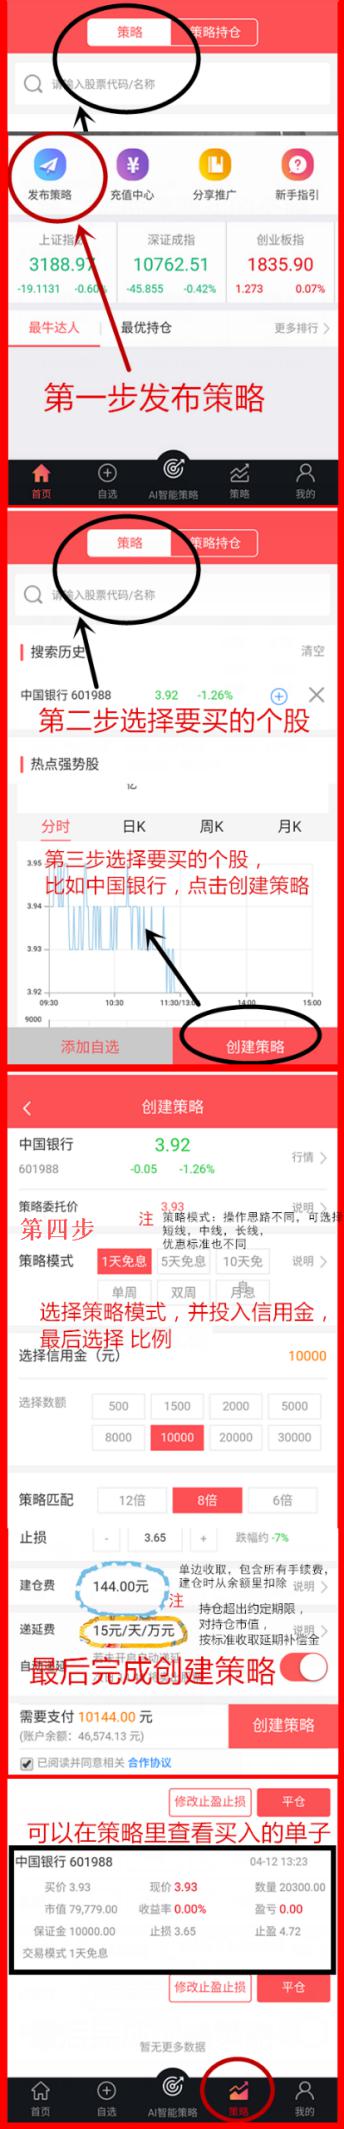 策略
策略持仓
请输入股票代码/名称
发布策略
充值中心
分享推广
新手指引
上证指
深证成指
创业板指
3188.97
10762.51
1835.90
-19.1131 -0.60%
-45.855 -0.42%
1.273 0.07%
最牛达人
最优持仓
更多排行
第一步发布策略
首页
自选
AI智能策略
策略
我的
策略
策略持仓
请输入股票代码/名称
搜索历史
清空
中国银行 601988 3.92 -1.26%
第二步选择要买的个股
热点强势股
亿
分时
日K
周K
月K
3.95
第三步选择要买的个股，
比如中国银行，点击创建策略
3.94
3.93
3.92
09:30
10:30
11:30/13:0
14:00
15:00
9000
添加自选
创建策略
创建策略
中国银行
3.92
601988
-0.05 -1.26%
行情
策略委托价
3.93
说明
第四步
注
策略模式：操作思路不同，可选择
短线，中线，长线，
优惠标准也不同
策略模式
1天免息
5天免息
10天免
息
说明
单周
双周
月息
选择策略模式，并投入信用金，
最后选择 比例
选择信用金（元）
10000
选择数额
500
1500
2000
5000
8000
10000
20000
30000
策略匹配
12倍
8倍
6倍
止损
-
3.65
+
跌幅约 -7%
建仓费
144.00元
注
单边收取，包含所有手续费，
建仓时从余额里扣除
说明
递延费
15元/天/万元
持仓超出约定期限，
对持仓市值，
按标准收取延期补偿金
说明
最后完成创建策略
需要支付 10144.00 元
(账户余额：46,574.13 元)
创建策略
已阅读并同意相关 合作协议
修改止盈止损
平仓
可以在策略里查看买入的单子
中国银行 601988
04-12 13:23
买价 3.93
现价 3.93
数量 20300.00
市值 79,779.00
收益率 0.00%
盈亏 0.00
保证金 10000.00
止损 3.65
止盈 4.72
交易模式 1天免息
修改止盈止损
平仓
暂无更多数据
首页
自选
AI智能策略
策略
我的